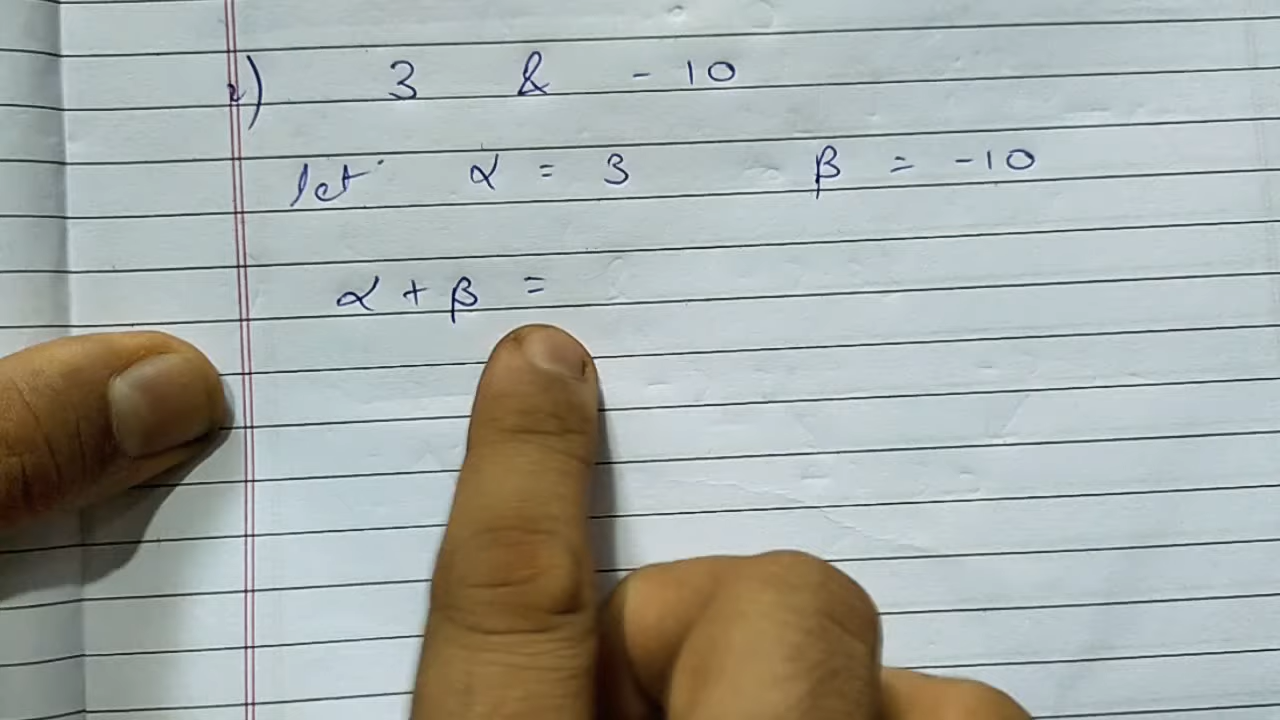 2) 3 & -10
let α = 3 β = -10
α + β =